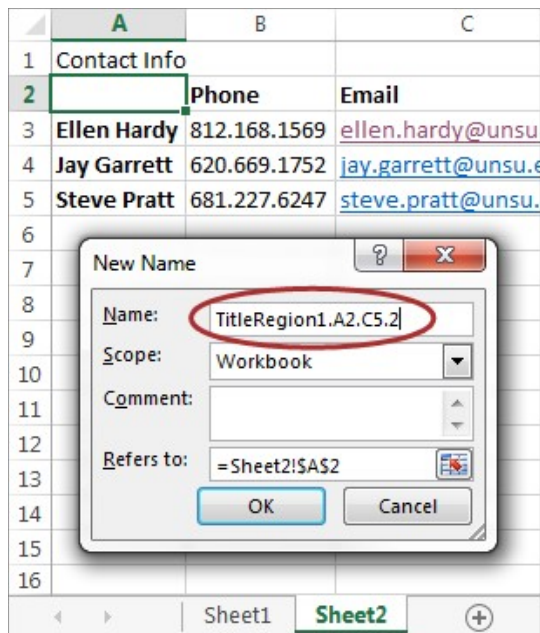 A B C
1 Contact Info
2 Phone Email
3 Ellen Hardy 812.168.1569 ellen.hardy@unsu
4 Jay Garrett 620.669.1752 jay.garrett@unsu.e
5 Steve Pratt 681.227.6247 steve.pratt@unsu.
6
7
8
9
10
11
12
13
14
15
16
New Name ?
Name: TitleRegion1.A2.C5.2
Scope: Workbook
Comment:
Refers to: =Sheet2!$A$2
OK Cancel
Sheet1 Sheet2